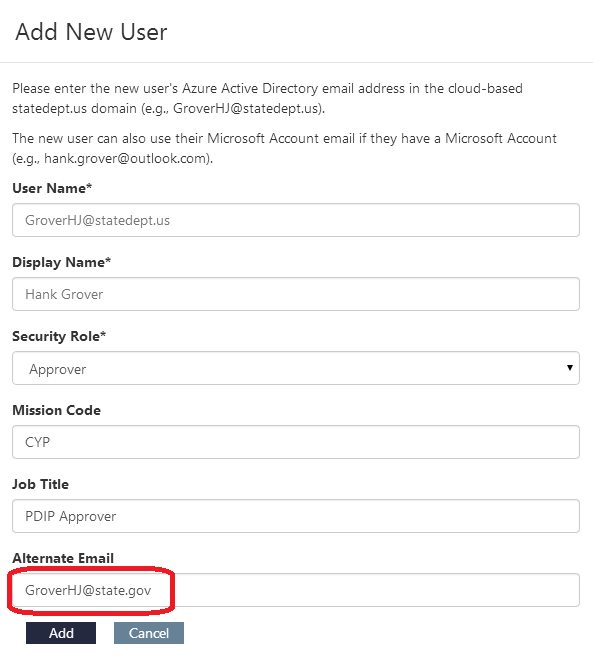 Add New User
Please enter the new user's Azure Active Directory email address in the cloud-based
statedept.us domain (e.g., GroverHJ@statedept.us).
The new user can also use their Microsoft Account email if they have a Microsoft Account
(e.g., hank.grover@outlook.com).
User Name*
GroverHJ@statedept.us
Display Name*
Hank Grover
Security Role*
Approver
Mission Code
CYP
Job Title
PDIP Approver
Alternate Email
GroverHJ@state.gov
Add Cancel